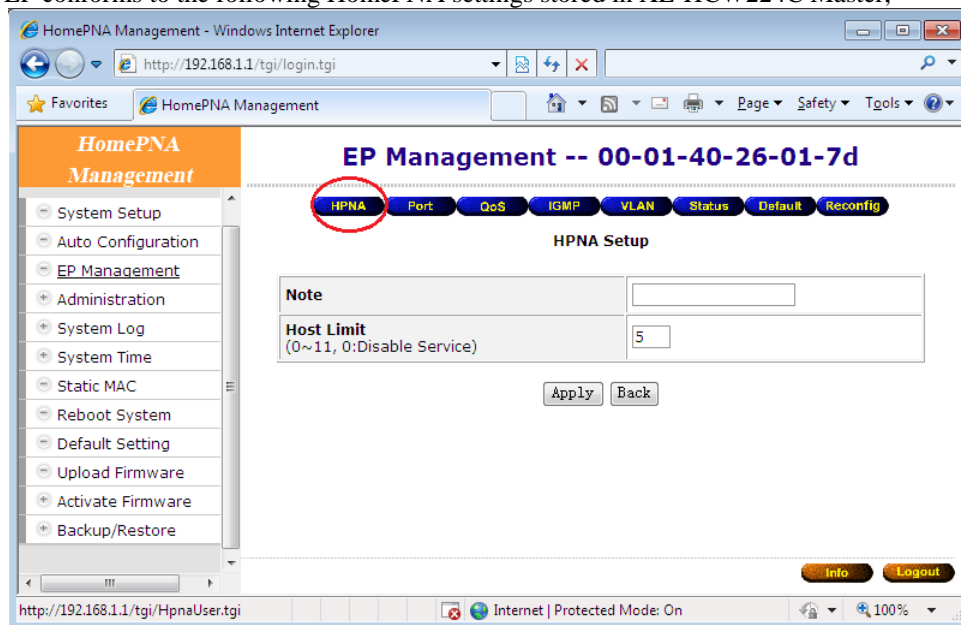 HomePNA Management - Windows Internet Explorer
http://192.168.1.1/tgi/login.tgi
Favorites
HomePNA Management
Page
Safety
Tools
HomePNA
Management
System Setup
Auto Configuration
EP Management
Administration
System Log
System Time
Static MAC
Reboot System
Default Setting
Upload Firmware
Activate Firmware
Backup/Restore
EP Management -- 00-01-40-26-01-7d
HPNA Port QoS IGMP VLAN Status Default Reconfig
HPNA Setup
Note
Host Limit
(0~11, 0:Disable Service)
5
Apply Back
Info Logout
http://192.168.1.1/tgi/HpnaUser.tgi
Internet | Protected Mode: On
100%